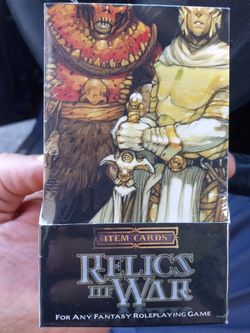 ITEM CARDS
RELICS OF WAR
FOR ANY FANTASY ROLEPLAYING GAME